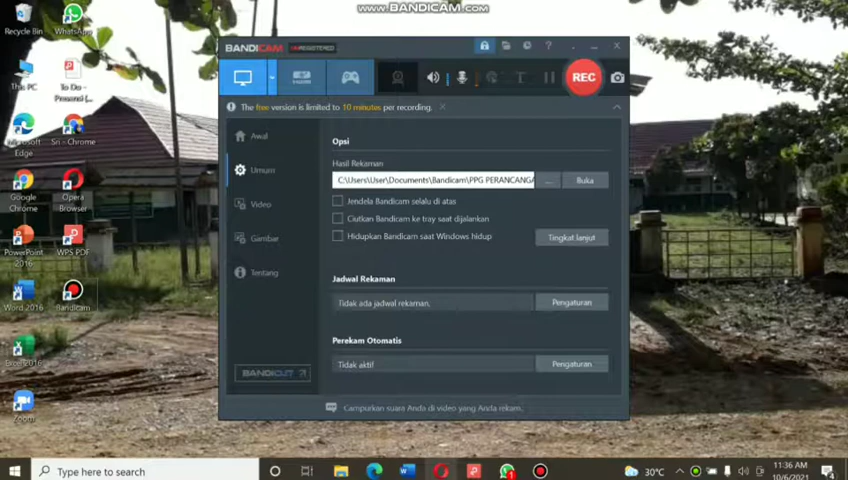 www.BANDICAM.com
Recycle Bin
WhatsApp
This PC
To Do -
Microsoft
Edge
Sri - Chrome
Google
Chrome
Opera
Browser
PowerPoint
2016
WPS PDF
Word 2016
Bandicam
Excel 2016
Zoom
BANDICAM
UNREGISTERED
REC
The free version is limited to 10 minutes per recording.
Awal
Umum
Video
Gambar
Tentang
BANDICUT
Opsi
Hasil Rekaman
C:\Users\User\Documents\Bandicam\PPG PERANCANGA
...
Buka
Jendela Bandicam selalu di atas
Ciutkan Bandicam ke tray saat dijalankan
Hidupkan Bandicam saat Windows hidup
Tingkat lanjut
Jadwal Rekaman
Tidak ada jadwal rekaman.
Pengaturan
Perekam Otomatis
Tidak aktif
Pengaturan
Campurkan suara Anda di video yang Anda rekam.
Type here to search
30°C
11:36 AM
10/6/2021